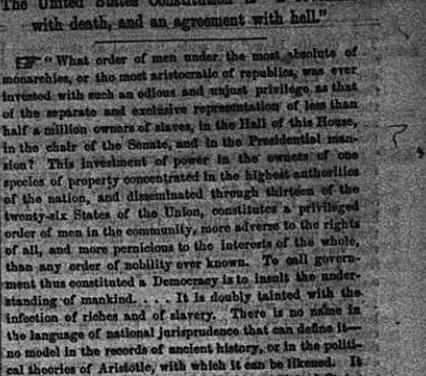 The United States Constitution is
with death, and an agreement with hell."
☞ "What order of men under the most absolute of
monarchies, or the most aristocratic of republics, was ever
invested with such an odious and unjust privilege as that
of the separate and exclusive representation of less than
half a million owners of slaves, in the Hall of this House,
in the chair of the Senate, and in the Presidential man-
sion? This investment of power in the owners of one
species of property concentrated in the highest authorities
of the nation, and disseminated through thirteen of the
twenty-six States of the Union, constitutes a privileged
order of men in the community, more adverse to the rights
of all, and more pernicious to the interests of the whole,
than any order of nobility ever known. To call govern-
ment thus constituted a Democracy is to insult the under-
standing of mankind. . . . . It is doubly tainted with the
infection of riches and of slavery. There is no name in
the language of national jurisprudence that can define it—
no model in the records of ancient history, or in the politi-
cal theories of Aristotle, with which it can be likened. It